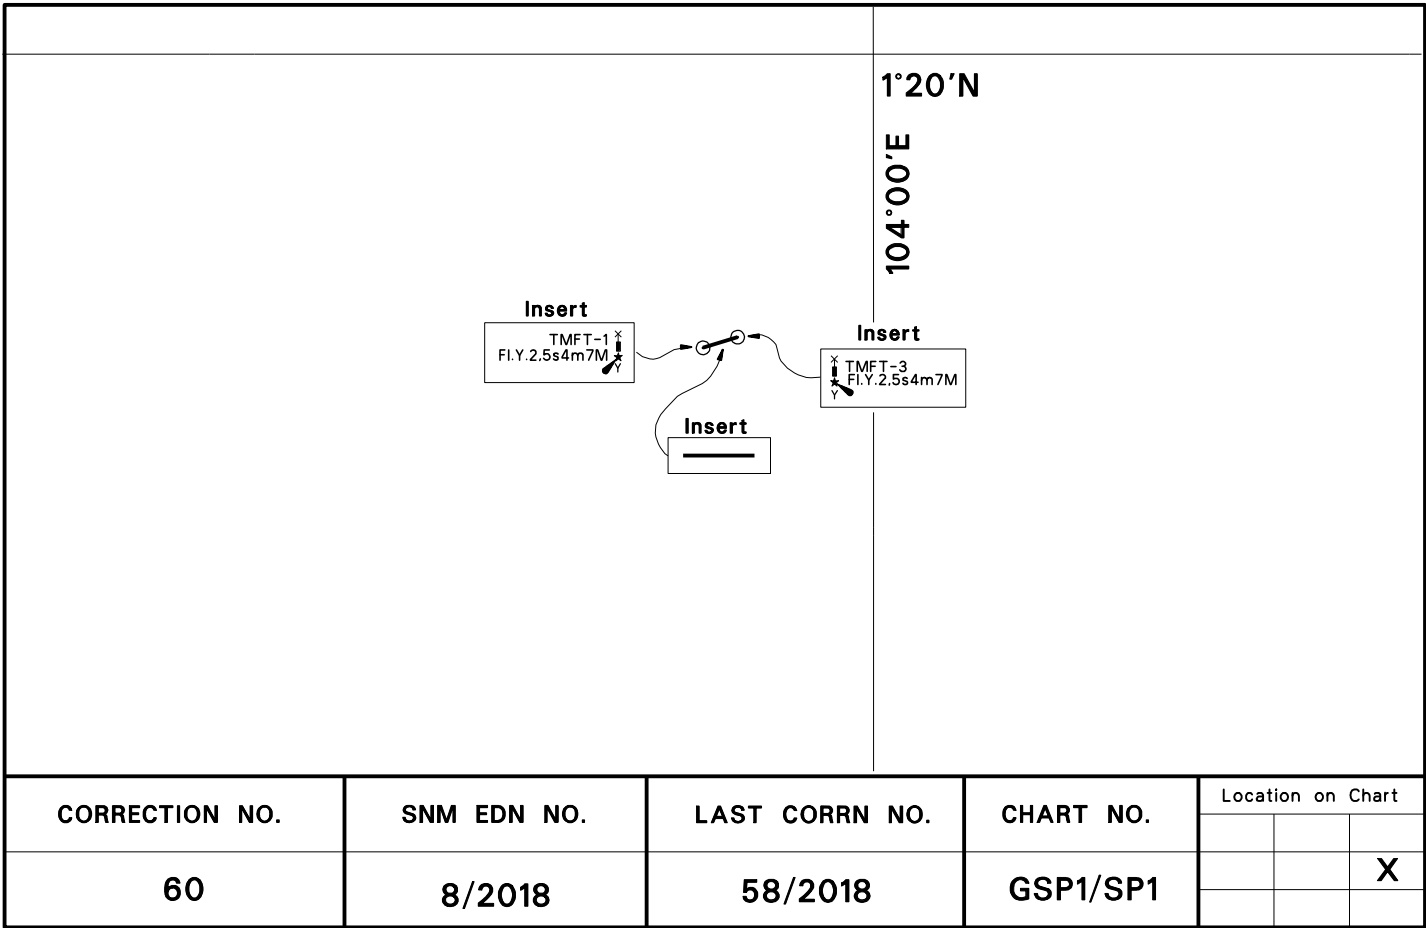 1°20'N
104°00'E
Insert
TMFT-1
Fl.Y.2.5s4m7M
Y
Insert
TMFT-3
Fl.Y.2.5s4m7M
Y
Insert
CORRECTION NO.
SNM EDN NO.
LAST CORRN NO.
CHART NO.
Location on Chart
60
8/2018
58/2018
GSP1/SP1
X